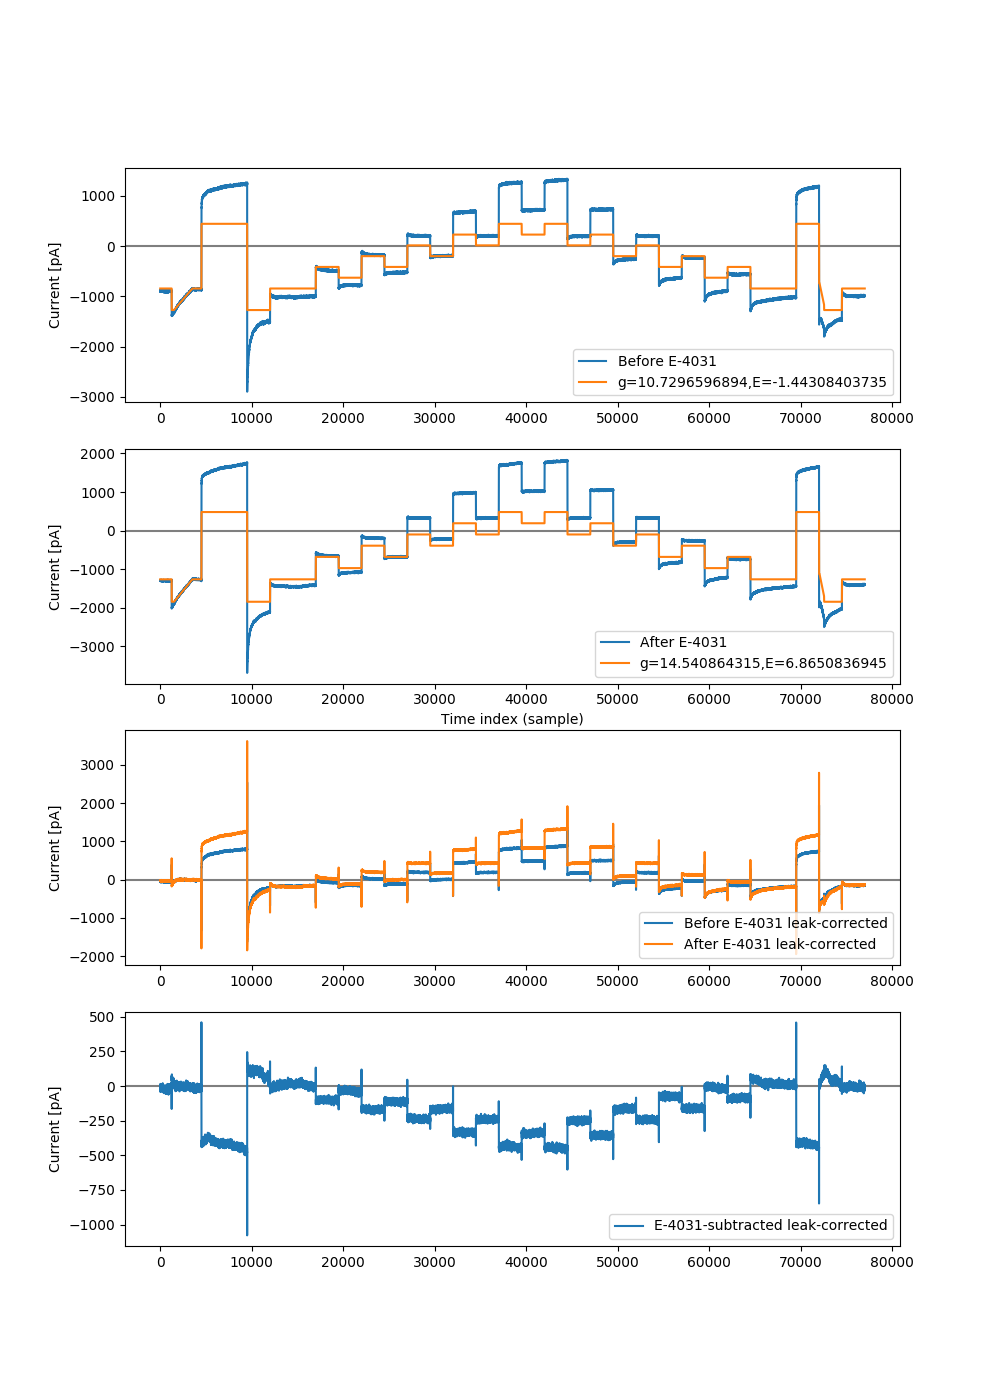 1000
0
−1000
−2000
−3000
Current [pA]
Before E-4031
g=10.7296596894,E=-1.44308403735
0 10000 20000 30000 40000 50000 60000 70000 80000
2000
1000
0
−1000
−2000
−3000
Current [pA]
After E-4031
g=14.540864315,E=6.8650836945
0 10000 20000 30000 40000 50000 60000 70000 80000
Time index (sample)
3000
2000
1000
0
−1000
−2000
Current [pA]
Before E-4031 leak-corrected
After E-4031 leak-corrected
0 10000 20000 30000 40000 50000 60000 70000 80000
500
250
0
−250
−500
−750
−1000
Current [pA]
E-4031-subtracted leak-corrected
0 10000 20000 30000 40000 50000 60000 70000 80000